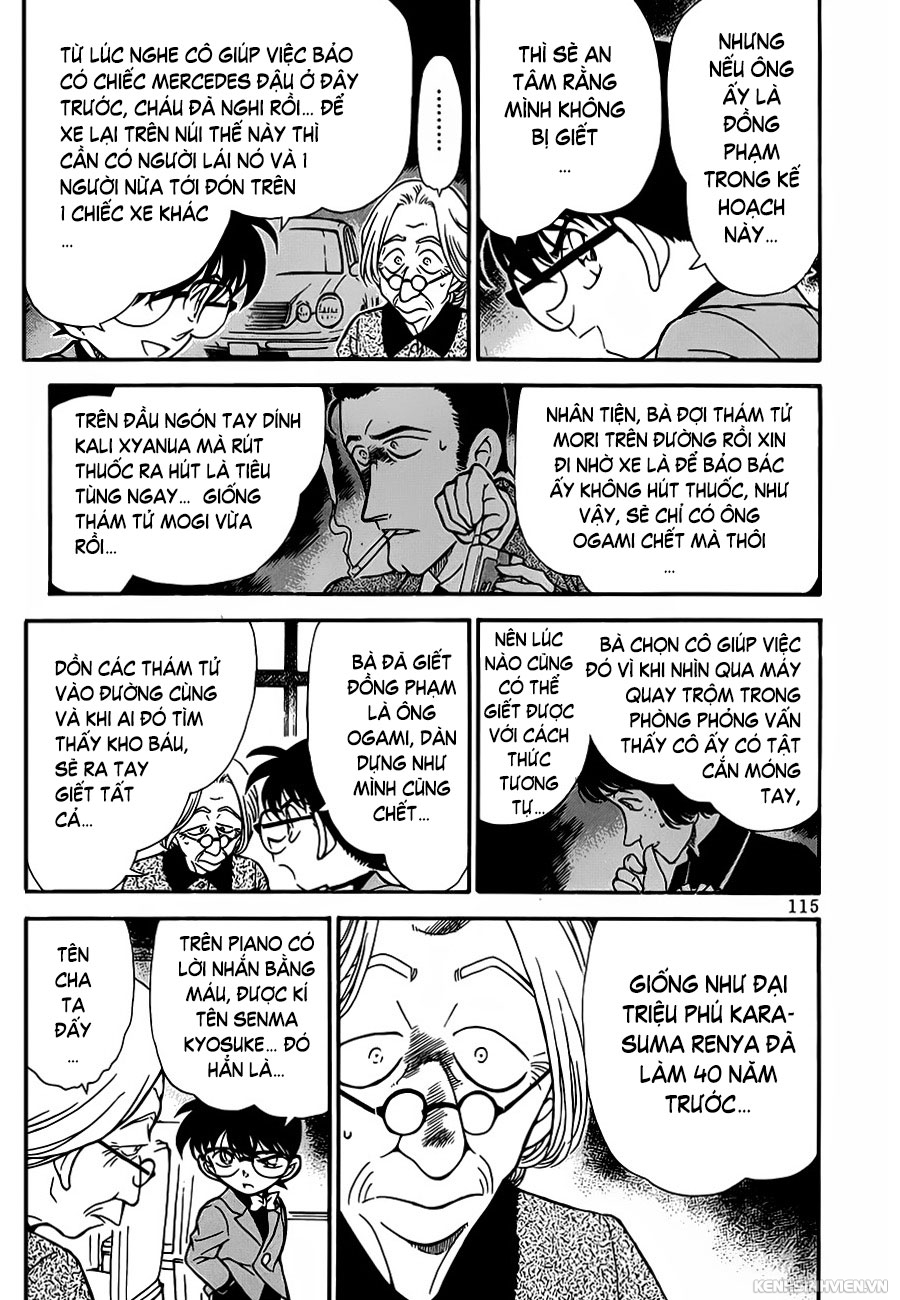 NHƯNG
NẾU ÔNG
ẤY LÀ
ĐỒNG
PHẠM
TRONG KẾ
HOẠCH
NÀY...
THÌ SẼ AN
TÂM RẰNG
MÌNH KHÔNG
BỊ GIẾT
...
TỪ LÚC NGHE CÔ GIÚP VIỆC BẢO
CÓ CHIẾC MERCEDES ĐẬU Ở ĐÂY
TRƯỚC, CHÁU ĐÃ NGHI RỒI... ĐỂ
XE LẠI TRÊN NÚI THẾ NÀY THÌ
CẦN CÓ NGƯỜI LÁI NÓ VÀ 1
NGƯỜI NỮA TỚI ĐÓN TRÊN
1 CHIẾC XE KHÁC
...
.........
NHÂN TIỆN, BÀ ĐỢI THÁM TỬ
MORI TRÊN ĐƯỜNG RỒI XIN
ĐI NHỜ XE LÀ ĐỂ BẢO BÁC
ẤY KHÔNG HÚT THUỐC, NHƯ
VẬY, SẼ CHỈ CÓ ÔNG
OGAMI CHẾT MÀ THÔI
...
TRÊN ĐẦU NGÓN TAY DÍNH
KALI XYANUA MÀ RÚT
THUỐC RA HÚT LÀ TIÊU
TÙNG NGAY... GIỐNG
THÁM TỬ MOGI VỪA
RỒI...
BÀ CHỌN CÔ GIÚP VIỆC
ĐÓ VÌ KHI NHÌN QUA MÁY
QUAY TRỘM TRONG
PHÒNG PHỎNG VẤN
THẤY CÔ ẤY CÓ TẬT
CẮN MÓNG
TAY,
NÊN LÚC
NÀO CŨNG
CÓ THỂ
GIẾT ĐƯỢC
VỚI CÁCH
THỨC
TƯƠNG
TỰ...
BÀ ĐÃ GIẾT
ĐỒNG PHẠM
LÀ ÔNG
OGAMI, DÀN
DỰNG NHƯ
MÌNH CŨNG
CHẾT...
DỒN CÁC THÁM TỬ
VÀO ĐƯỜNG CÙNG
VÀ KHI AI ĐÓ TÌM
THẤY KHO BÁU,
SẼ RA TAY
GIẾT TẤT
CẢ...
115
GIỐNG NHƯ ĐẠI
TRIỆU PHÚ KARA-
SUMA RENYA ĐÃ
LÀM 40 NĂM
TRƯỚC...
TRÊN PIANO CÓ
LỜI NHẮN BẰNG
MÁU, ĐƯỢC KÍ
TÊN SENMA
KYOSUKE... ĐÓ
HẲN LÀ...
TÊN
CHA
TA
ĐẤY
...
KENHSINHVIEN.VN